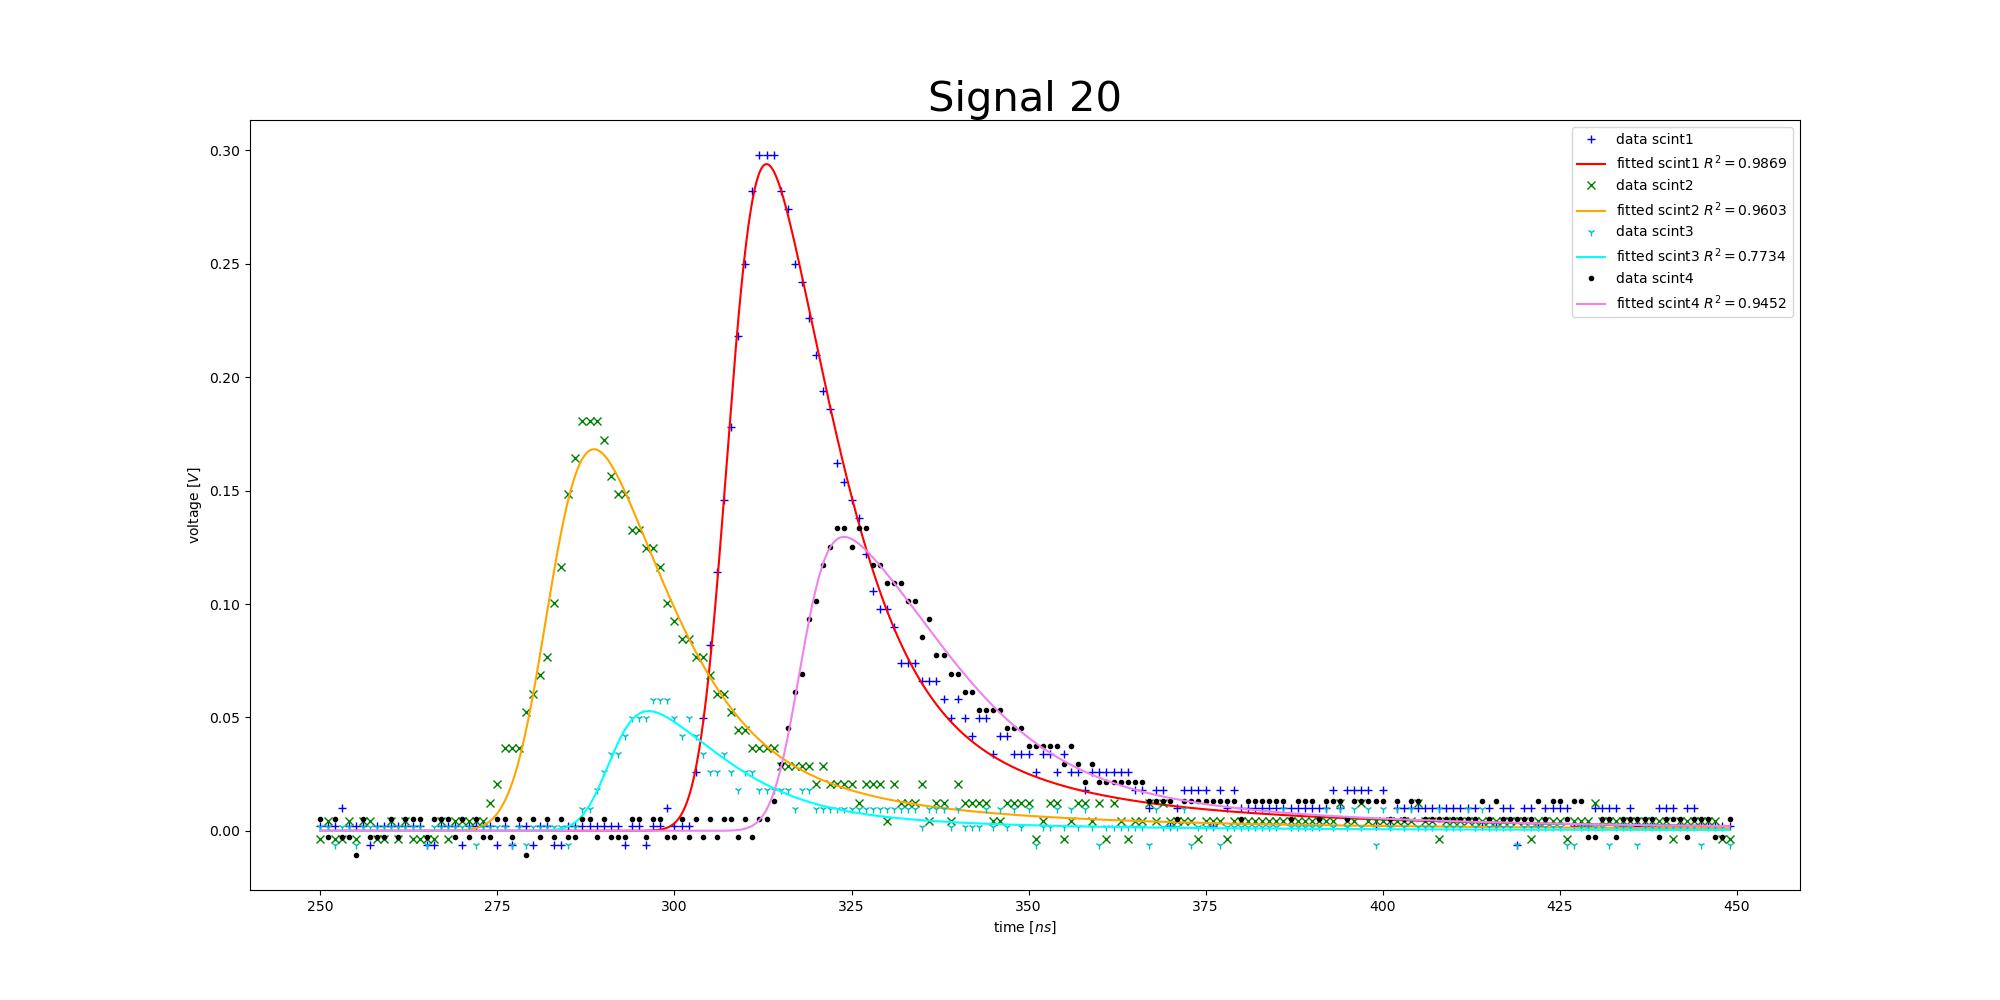 Signal 20
data scint1
fitted scint1 R² = 0.9869
data scint2
fitted scint2 R² = 0.9603
data scint3
fitted scint3 R² = 0.7734
data scint4
fitted scint4 R² = 0.9452
0.30
0.25
0.20
0.15
0.10
0.05
0.00
voltage [V]
250 275 300 325 350 375 400 425 450
time [ns]